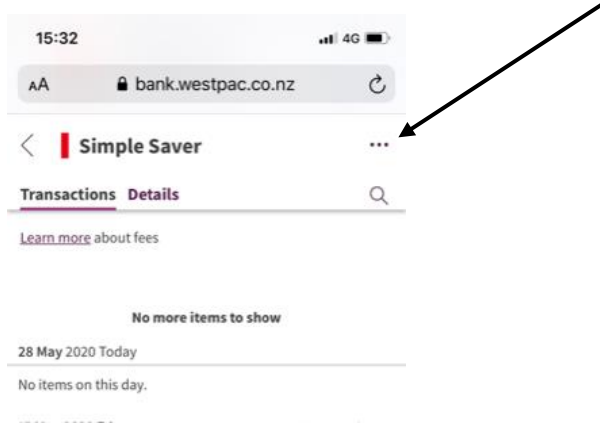 15:32 4G
AA bank.westpac.co.nz
Simple Saver
Transactions Details
Learn more about fees
No more items to show
28 May 2020 Today
No items on this day.